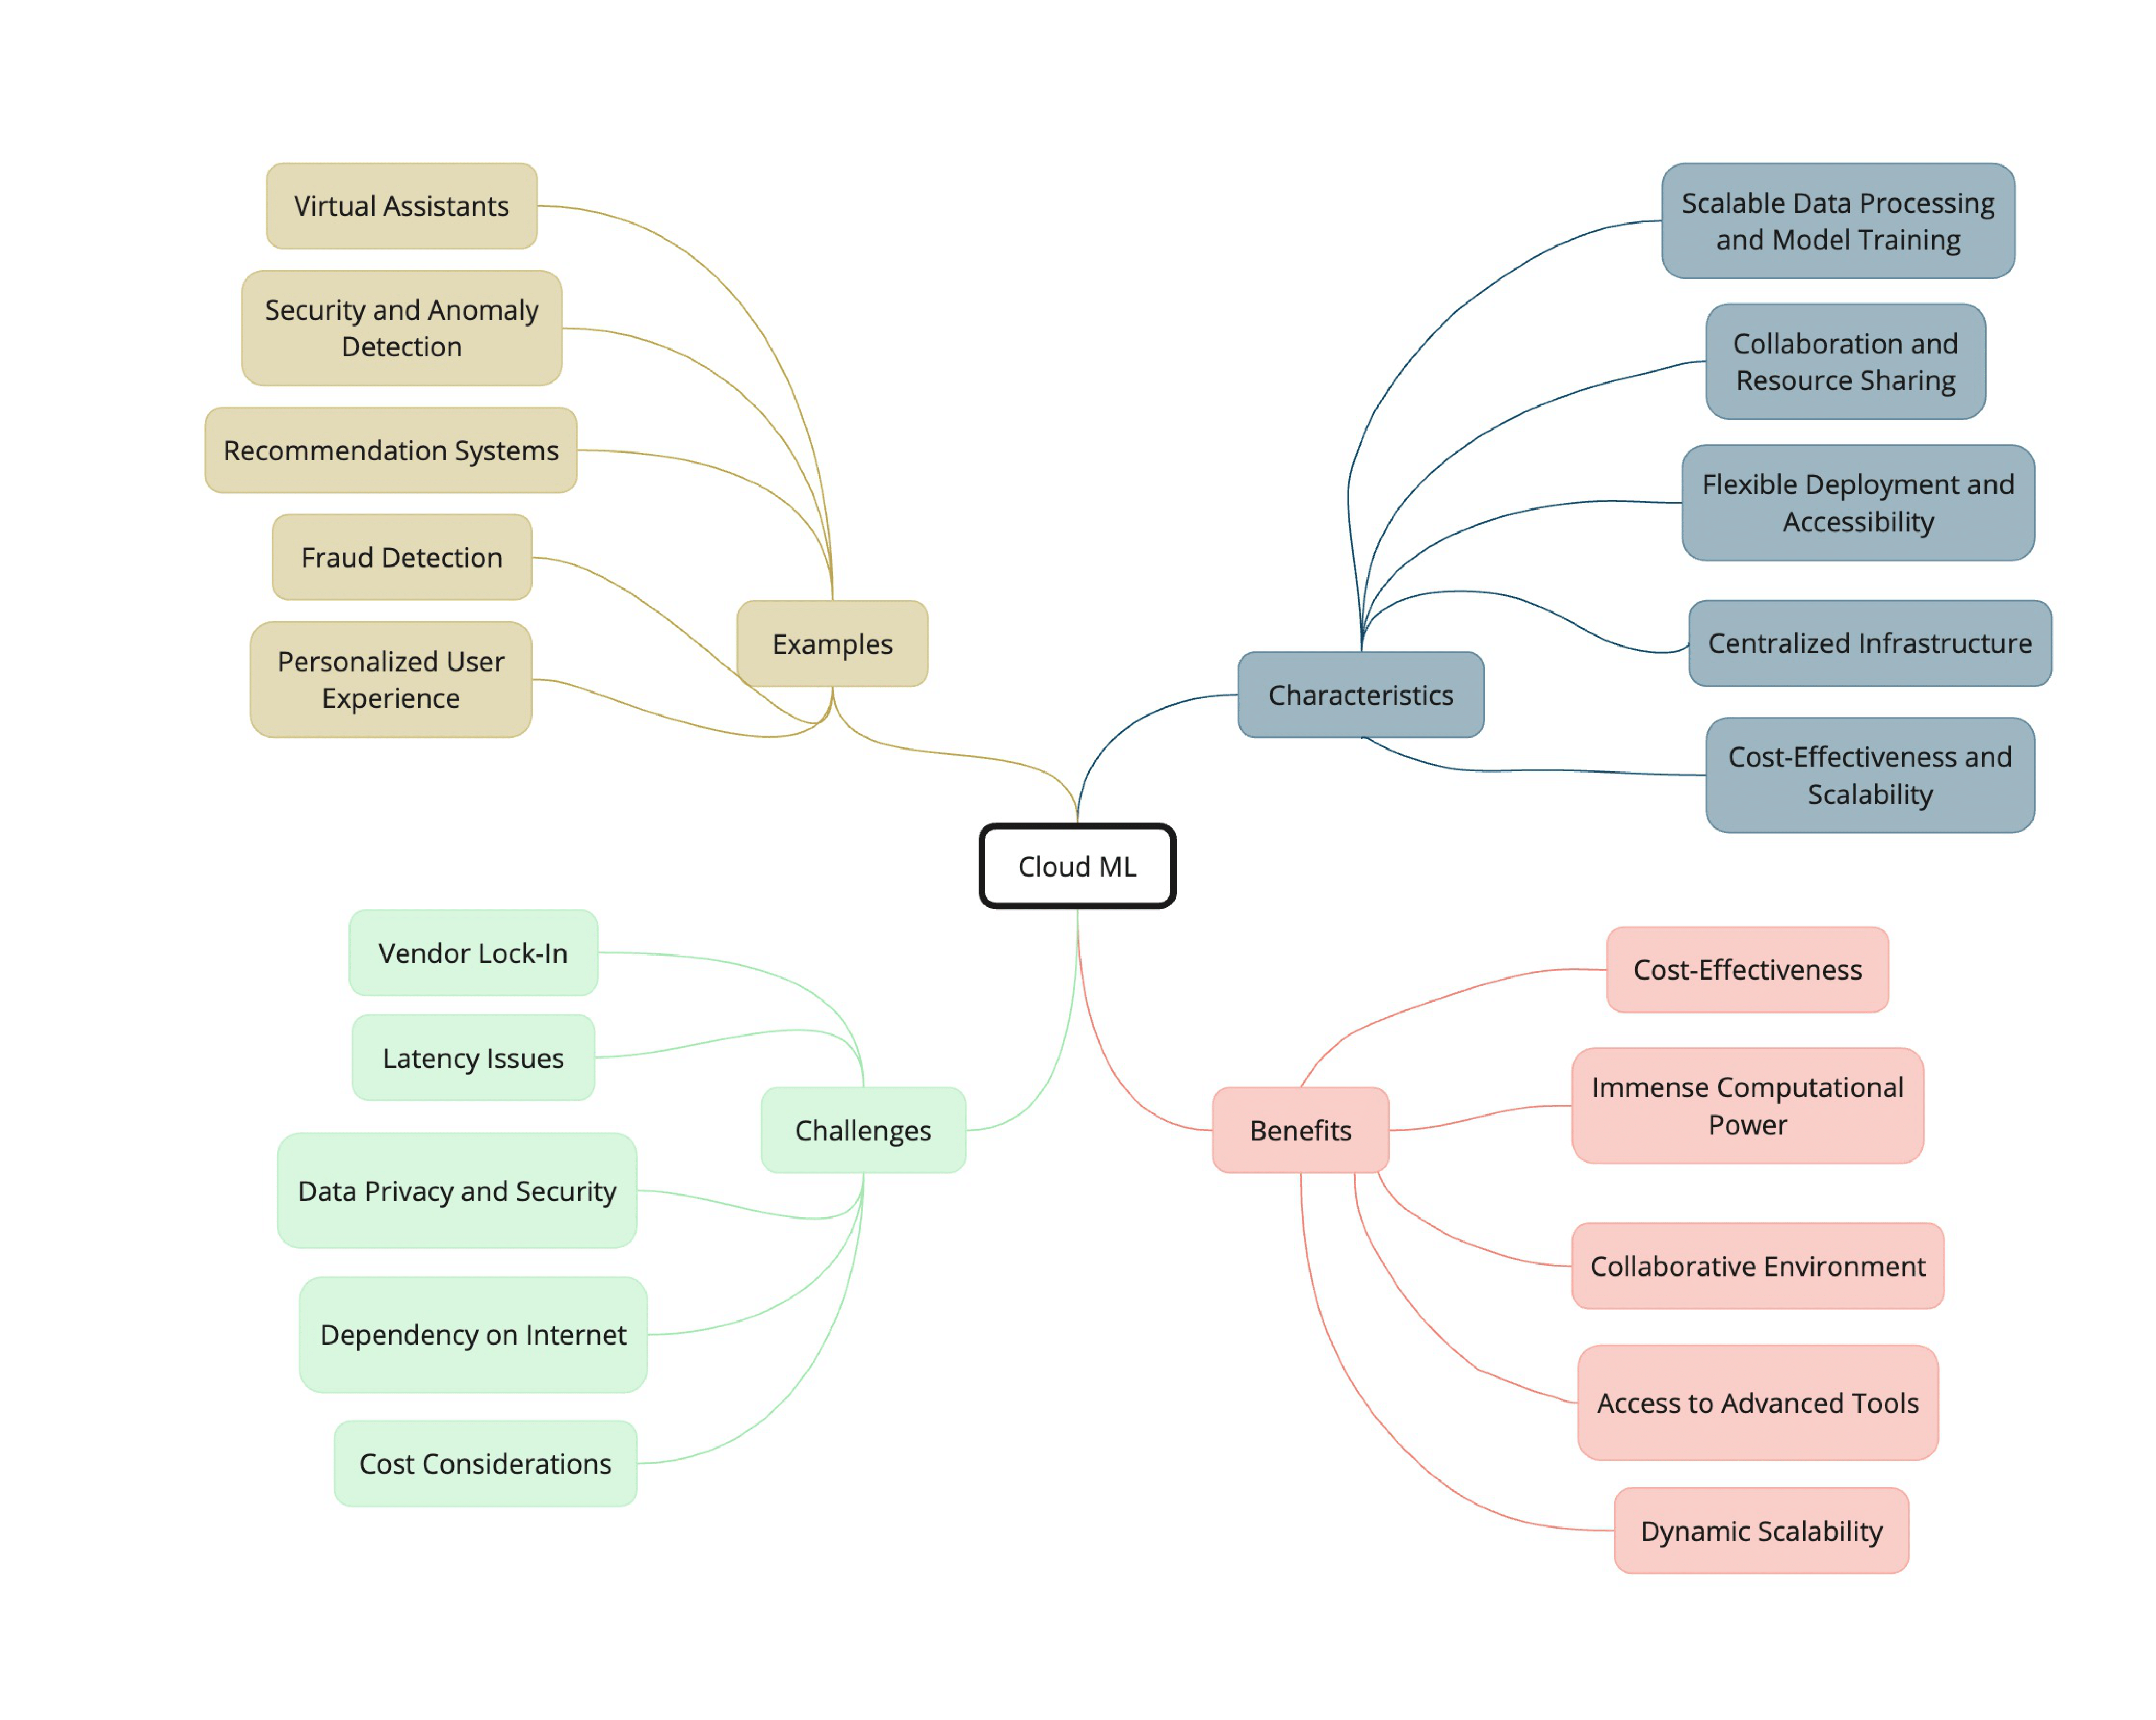 Virtual Assistants
Security and Anomaly
Detection
Recommendation Systems
Fraud Detection
Personalized User
Experience
Examples
Scalable Data Processing
and Model Training
Collaboration and
Resource Sharing
Flexible Deployment and
Accessibility
Centralized Infrastructure
Cost-Effectiveness and
Scalability
Characteristics
Cloud ML
Vendor Lock-In
Latency Issues
Data Privacy and Security
Dependency on Internet
Cost Considerations
Challenges
Benefits
Cost-Effectiveness
Immense Computational
Power
Collaborative Environment
Access to Advanced Tools
Dynamic Scalability